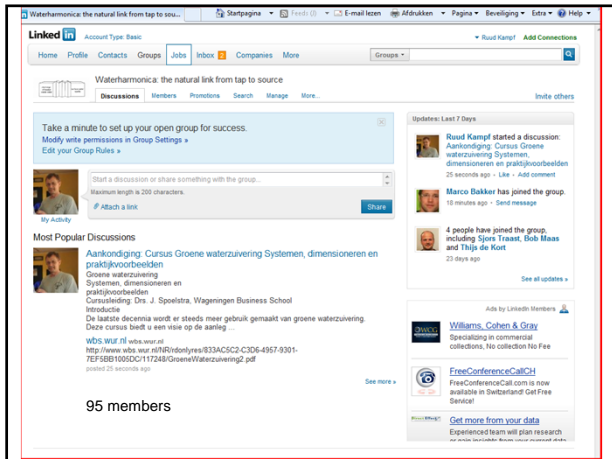 Waterharmonica: the natural link from tap to sou...
Startpagina
Feeds (J)
E-mail lezen
Afdrukken
Pagina
Beveiliging
Extra
Help
Linked in
Account Type: Basic
Ruud Kampf
Add Connections
Home
Profile
Contacts
Groups
Jobs
Inbox 2
Companies
More
Groups
Waterharmonica: the natural link from tap to source
Discussions
Members
Promotions
Search
Manage
More...
Invite others
Take a minute to set up your open group for success.
Modify write permissions in Group Settings »
Edit your Group Rules »
Start a discussion or share something with the group...
Maximum length is 200 characters.
Attach a link
Share
My Activity
Most Popular Discussions
Aankondiging: Cursus Groene waterzuivering Systemen, dimensioneren en
praktijkvoorbeelden
Groene waterzuivering
Systemen, dimensioneren en
praktijkvoorbeelden
Cursusleiding: Drs. J. Spoelstra, Wageningen Business School
Introductie
De laatste decennia wordt er steeds meer gebruik gemaakt van groene waterzuivering.
Deze cursus biedt u een visie op de aanleg ...
wbs.wur.nl wbs.wur.nl
http://www.wbs.wur.nl/NR/rdonlyres/833AC5C2-C3D6-4957-9301-
7EF5BB1005DC/117248/GroeneWaterzuivering2.pdf
posted 25 seconds ago
See more »
95 members
Updates: Last 7 Days
Ruud Kampf started a discussion:
Aankondiging: Cursus Groene
waterzuivering Systemen,
dimensioneren en praktijkvoorbeelden
25 seconds ago • Like • Add comment
Marco Bakker has joined the group.
18 minutes ago • Send message
4 people have joined the group,
including Sjors Traast, Bob Maas
and Thijs de Kort
23 days ago
See all updates »
Ads by LinkedIn Members
WCG
Williams, Cohen & Gray
Specializing in commercial
collections, No collection No Fee
FreeConferenceCallCH
FreeConferenceCall.com is now
available in Switzerland! Get Free
Service!
Get more from your data
Experienced team will plan research
or gain insights from your current data